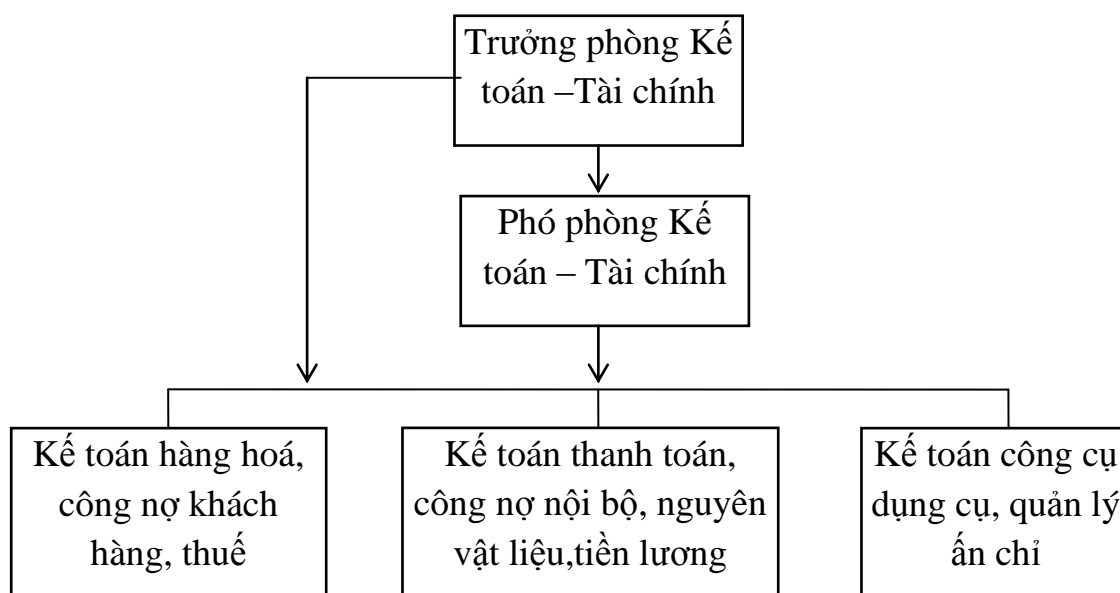 Trưởng phòng Kế
toán –Tài chính
Phó phòng Kế
toán – Tài chính
Kế toán hàng hoá,
công nợ khách
hàng, thuế
Kế toán thanh toán,
công nợ nội bộ, nguyên
vật liệu,tiền lương
Kế toán công cụ
dụng cụ, quản lý
ấn chỉ